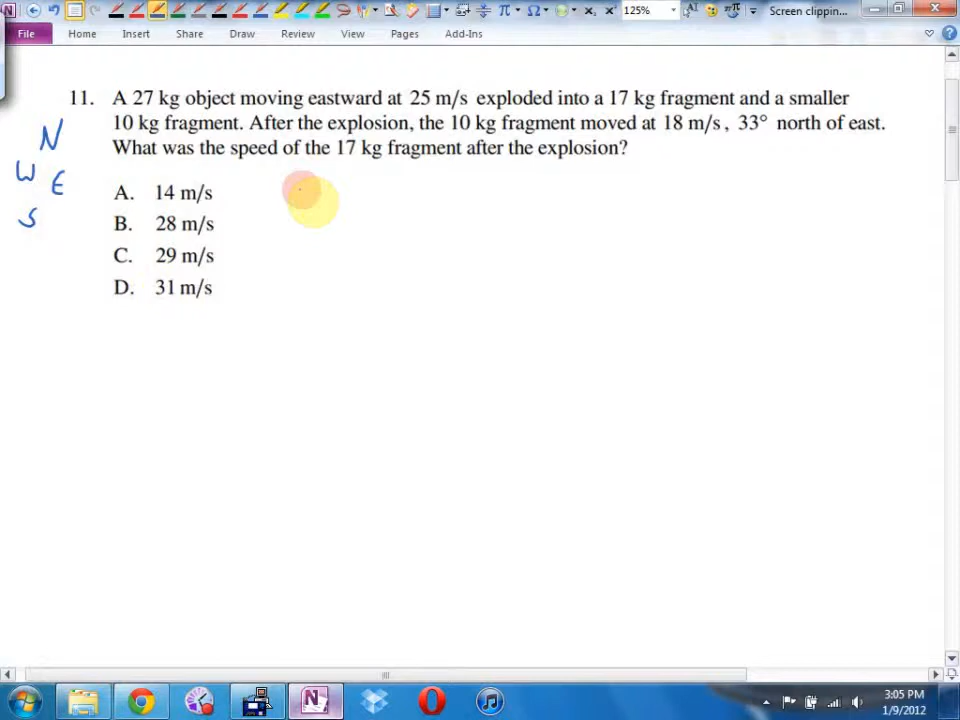 125%
Screen clippin...
File Home Insert Share Draw Review View Pages Add-Ins
11. A 27 kg object moving eastward at 25 m/s exploded into a 17 kg fragment and a smaller
10 kg fragment. After the explosion, the 10 kg fragment moved at 18 m/s, 33° north of east.
What was the speed of the 17 kg fragment after the explosion?
N
W E
S
A. 14 m/s
B. 28 m/s
C. 29 m/s
D. 31 m/s
3:05 PM
1/9/2012